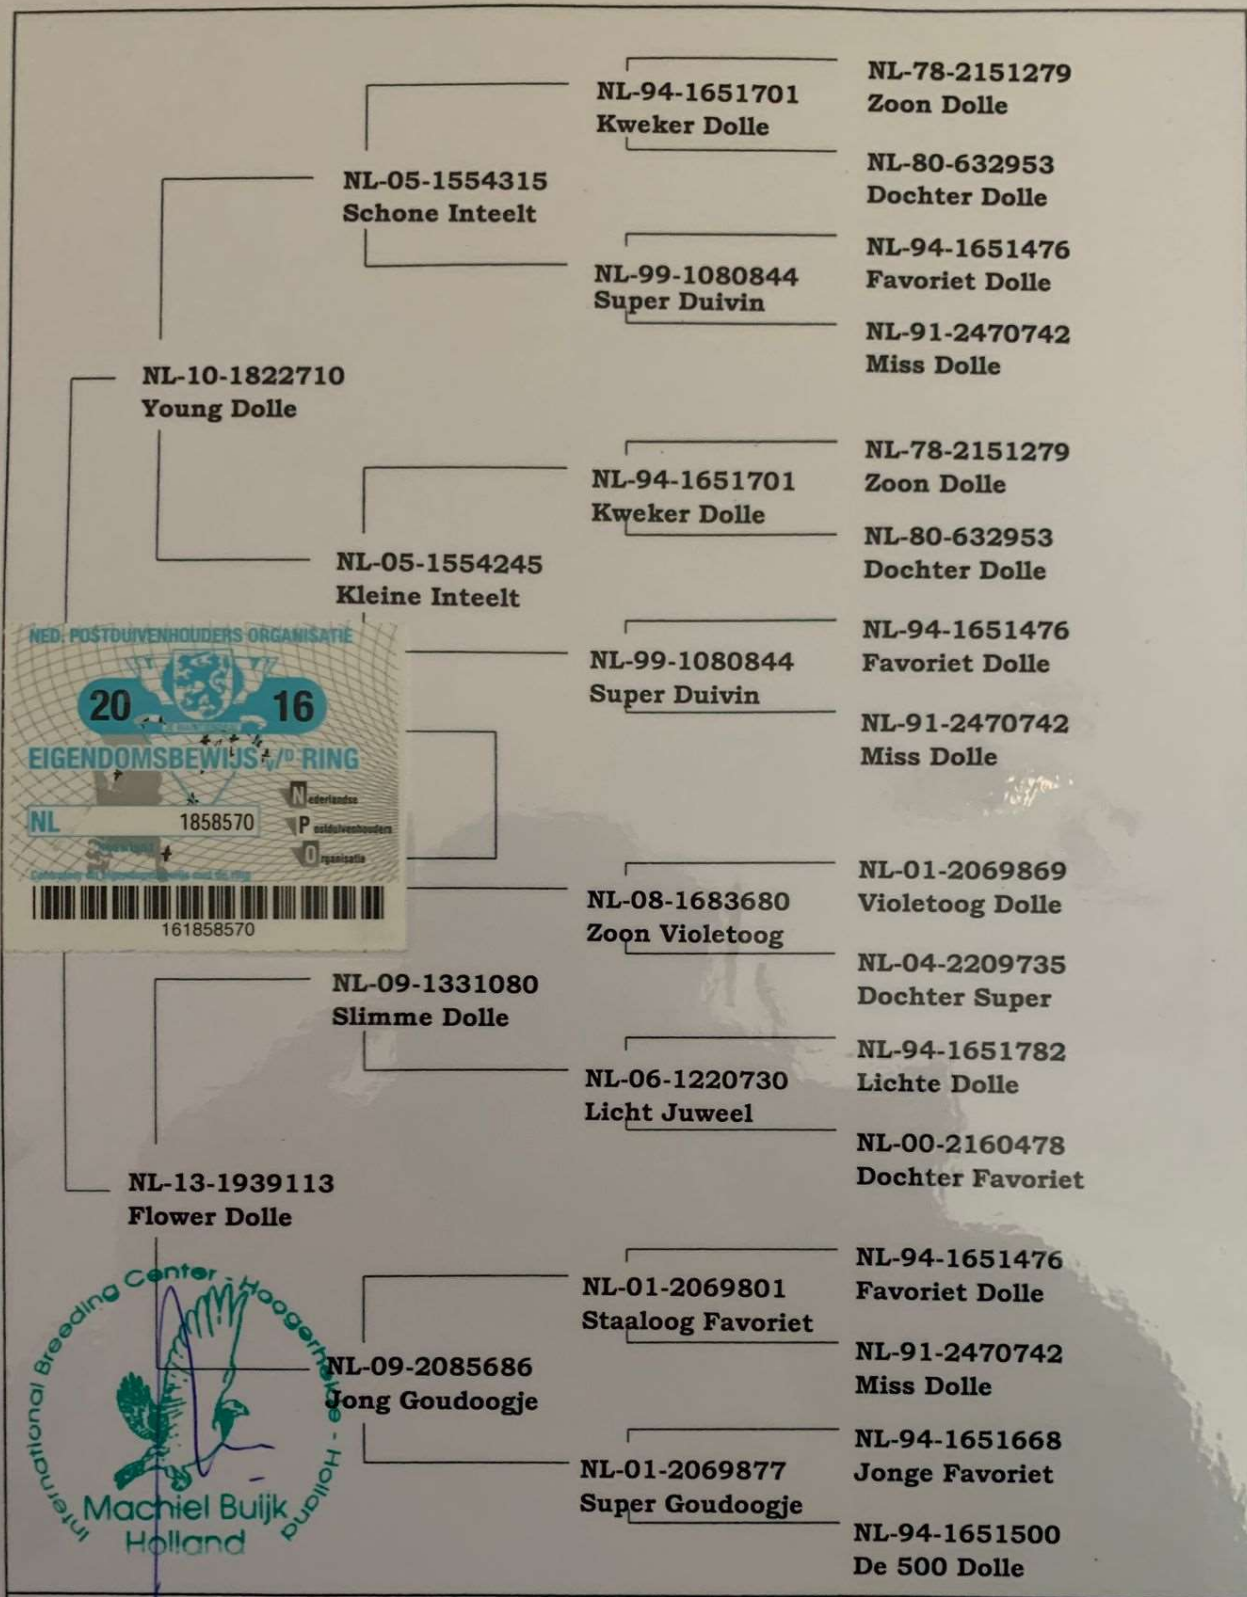 NL-78-2151279
Zoon Dolle
NL-94-1651701
Kweker Dolle
NL-80-632953
Dochter Dolle
NL-05-1554315
Schone Inteelt
NL-94-1651476
Favoriet Dolle
NL-99-1080844
Super Duivin
NL-91-2470742
Miss Dolle
NL-10-1822710
Young Dolle
NL-78-2151279
Zoon Dolle
NL-94-1651701
Kweker Dolle
NL-80-632953
Dochter Dolle
NL-05-1554245
Kleine Inteelt
NL-94-1651476
Favoriet Dolle
NL-99-1080844
Super Duivin
NL-91-2470742
Miss Dolle
NED. POSTDUIVENHOUDERS ORGANISATIE
20 16
EIGENDOMSBEWIJS v/D RING
NL 1858570
Nederlandse
Postduivenhouders
Organisatie
161858570
NL-01-2069869
Violetoog Dolle
NL-08-1683680
Zoon Violetoog
NL-04-2209735
Dochter Super
NL-09-1331080
Slimme Dolle
NL-94-1651782
Lichte Dolle
NL-06-1220730
Licht Juweel
NL-00-2160478
Dochter Favoriet
NL-13-1939113
Flower Dolle
NL-94-1651476
Favoriet Dolle
NL-01-2069801
Staaloog Favoriet
NL-91-2470742
Miss Dolle
NL-09-2085686
Jong Goudoogje
NL-94-1651668
Jonge Favoriet
NL-01-2069877
Super Goudoogje
NL-94-1651500
De 500 Dolle
International Breeding Center - Hoogerheide - Holland
Machiel Buijk
Holland